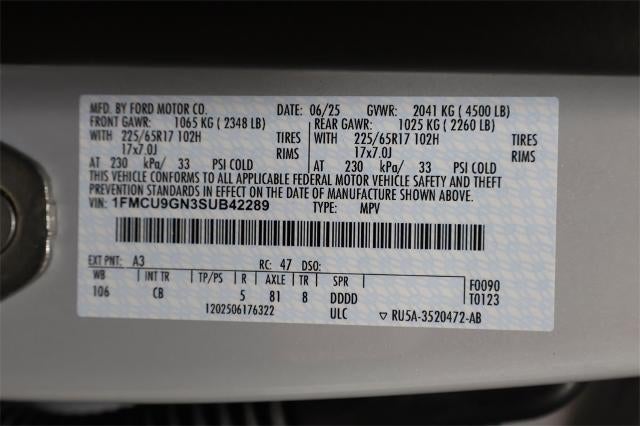 MFD. BY FORD MOTOR CO. DATE: 06/25 GVWR: 2041 KG ( 4500 LB)
FRONT GAWR: 1065 KG ( 2348 LB) REAR GAWR: 1025 KG ( 2260 LB)
WITH 225/65R17 102H TIRES WITH 225/65R17 102H TIRES
17x7.0J RIMS 17x7.0J RIMS
AT 230 kPa/ 33 PSI COLD AT 230 kPa/ 33 PSI COLD
THIS VEHICLE CONFORMS TO ALL APPLICABLE FEDERAL MOTOR VEHICLE SAFETY AND THEFT
PREVENTION STANDARDS IN EFFECT ON THE DATE OF MANUFACTURE SHOWN ABOVE.
VIN: 1FMCU9GN3SUB42289 TYPE: MPV
EXT PNT: A3 RC: 47 DSO:
WB INT TR TP/PS R AXLE TR SPR F0090
106 CB 5 81 8 DDDD T0123
1202506176322 ULC ▽ RU5A-3520472-AB